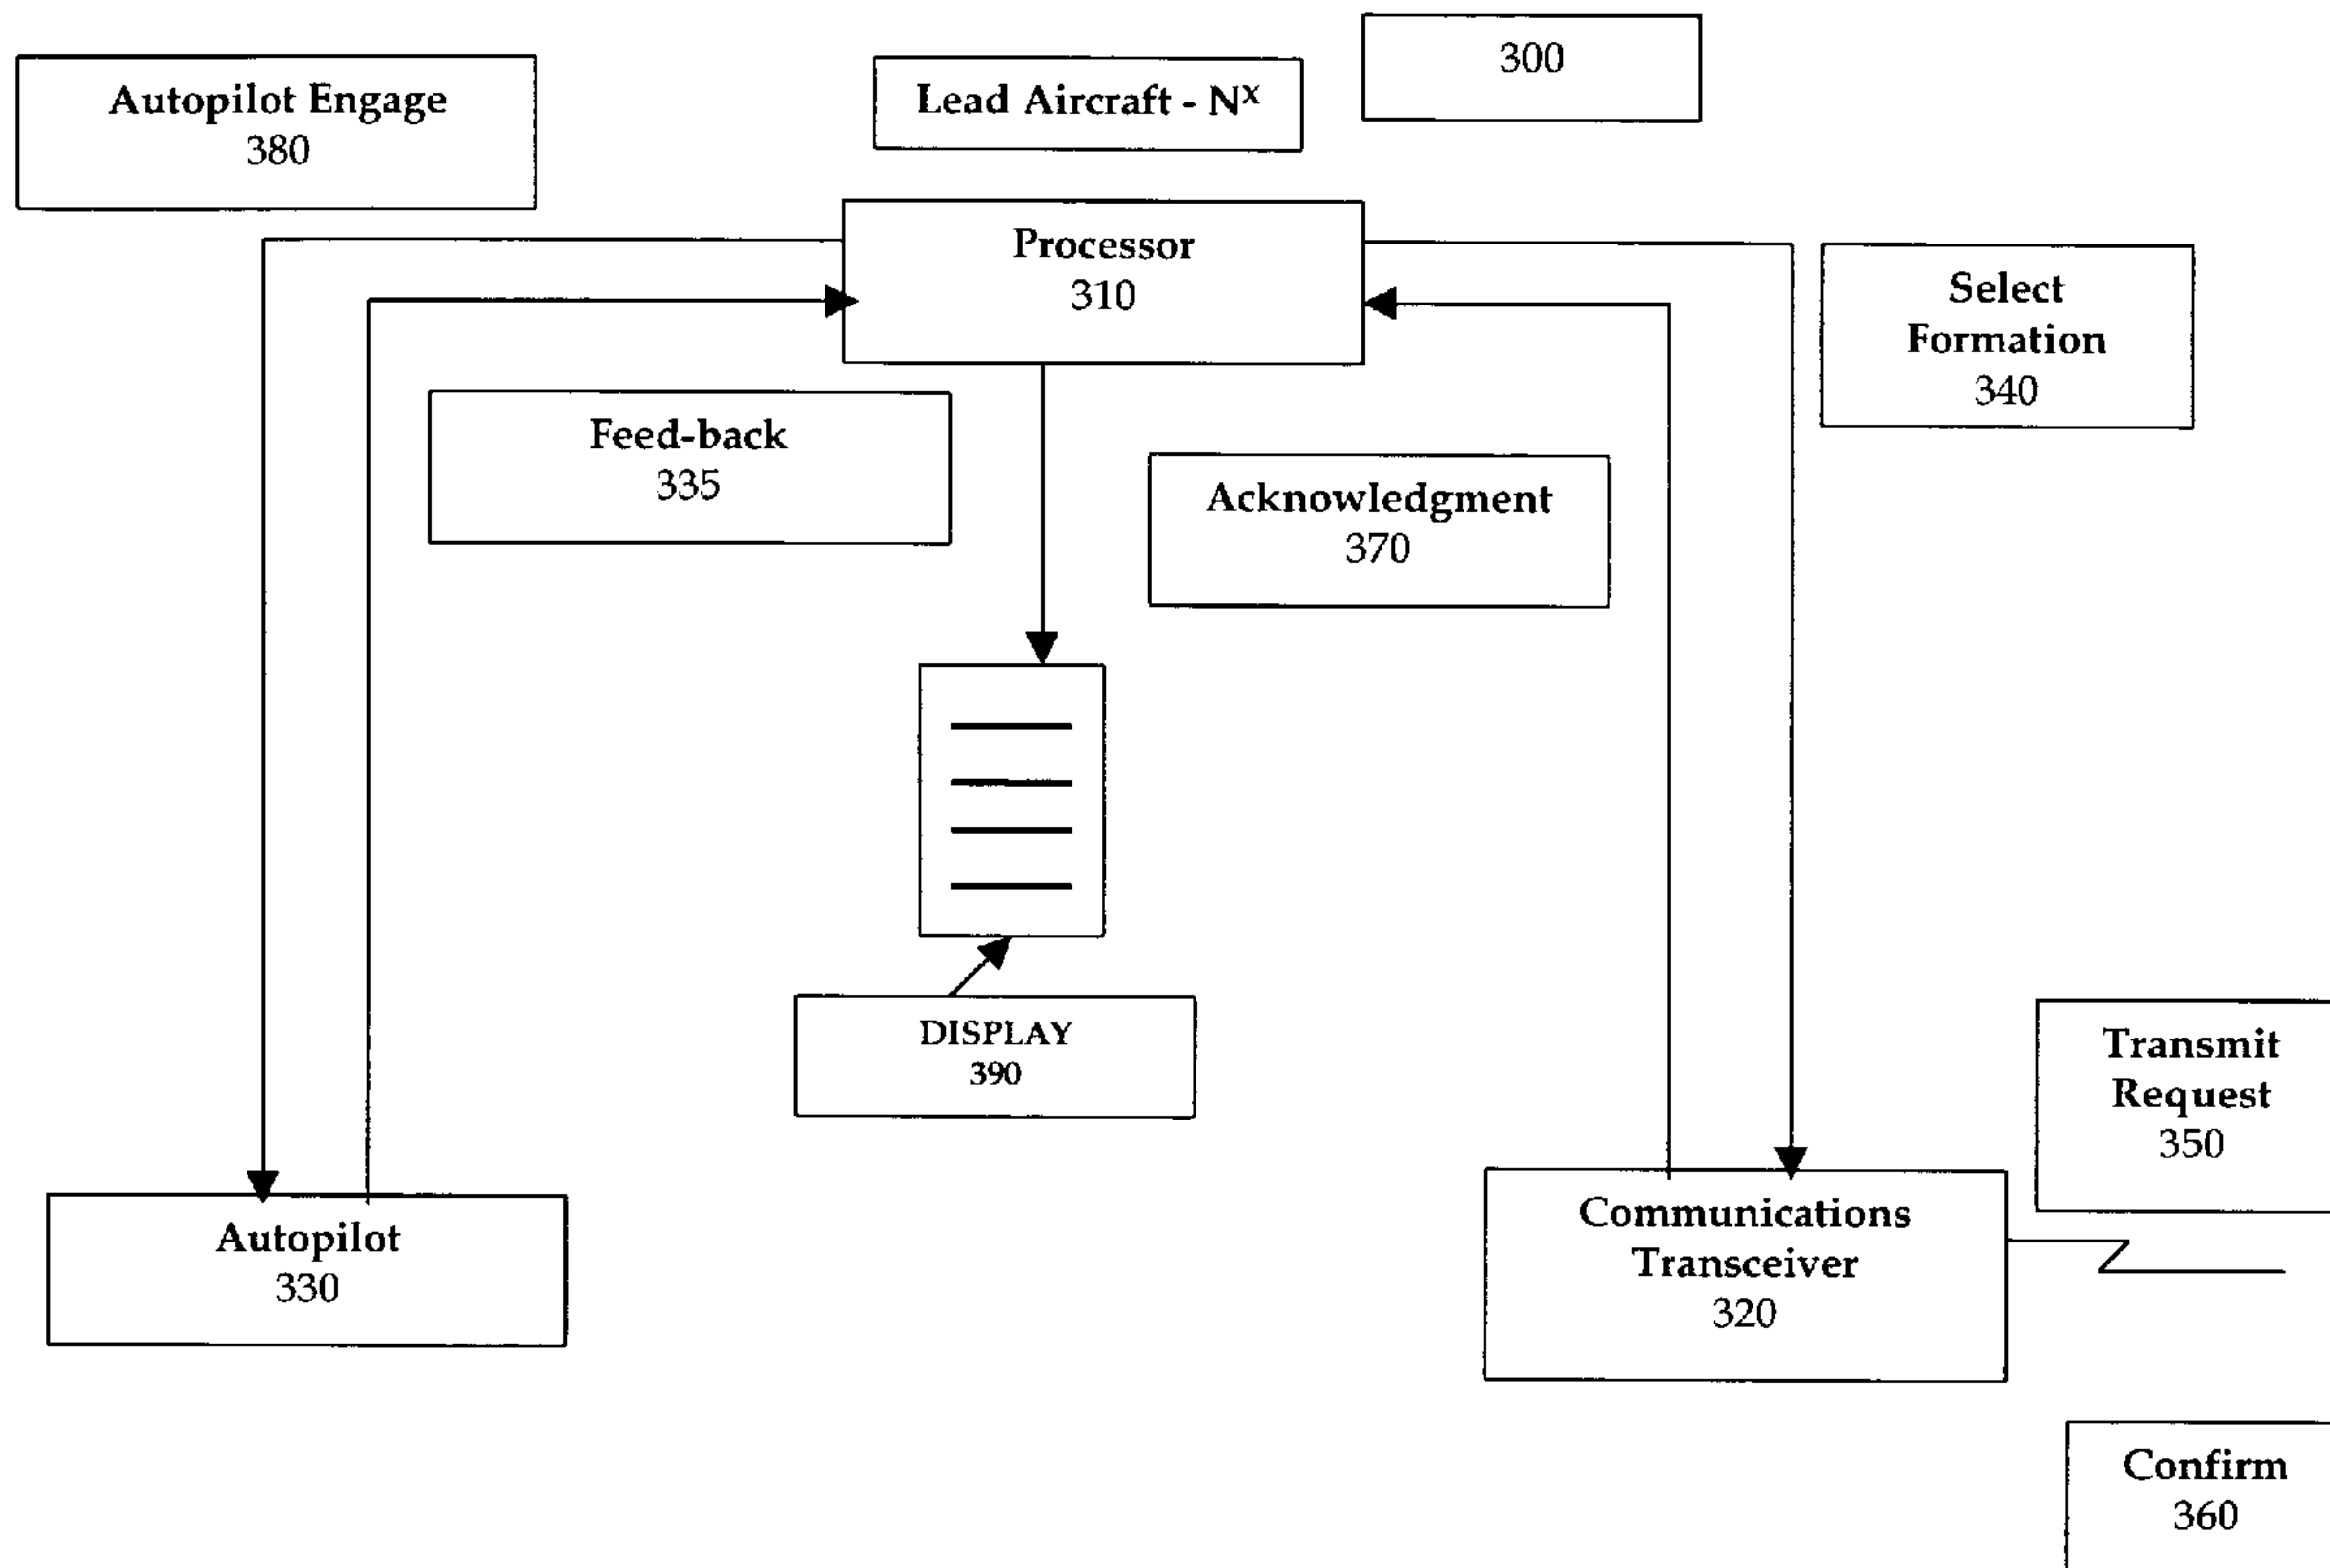 300
Autopilot Engage
380
Lead Aircraft - Nˣ
Processor
310
Select
Formation
340
Feed-back
335
Acknowledgment
370
DISPLAY
390
Transmit
Request
350
Autopilot
330
Communications
Transceiver
320
Confirm
360